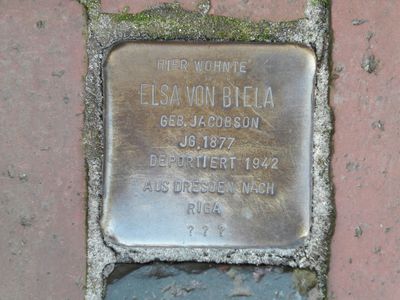 HIER WOHNTE
ELSA VON BIELA
GEB. JACOBSON
JG. 1877
DEPORTIERT 1942
AUS DRESDEN NACH
RIGA
? ? ?